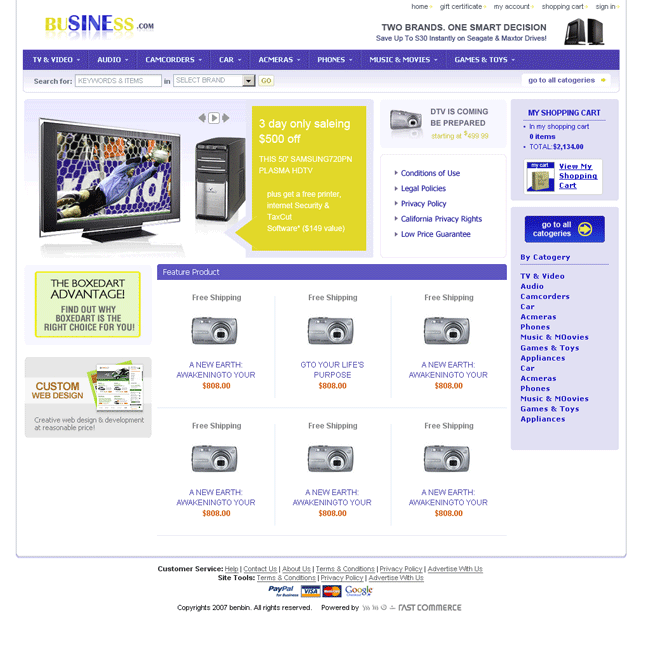 home gift certificate my account shopping cart sign in
BUSINESS.COM
TWO BRANDS. ONE SMART DECISION
Save Up To $30 Instantly on Seagate & Maxtor Drives!
TV & VIDEO AUDIO CAMCORDERS CAR ACMERAS PHONES MUSIC & MOVIES GAMES & TOYS
Search for: KEYWORDS & ITEMS in SELECT BRAND GO
go to all catogeries
3 day only saleing
$500 off
THIS 50' SAMSUNG720PN
PLASMA HDTV
plus get a free printer,
internet Security &
TaxCut
Software* ($149 value)
DTV IS COMING
BE PREPARED
starting at $499.99
Conditions of Use
Legal Policies
Privacy Policy
California Privacy Rights
Low Price Guarantee
MY SHOPPING CART
In my shopping cart
0 items
TOTAL:$2,134.00
my cart
View My
Shopping
Cart
go to all
catogeries
By Catogery
TV & Video
Audio
Camcorders
Car
Acmeras
Phones
Music & MOovies
Games & Toys
Appliances
Car
Acmeras
Phones
Music & MOovies
Games & Toys
Appliances
THE BOXEDART
ADVANTAGE!
FIND OUT WHY
BOXEDART IS THE
RIGHT CHOICE FOR YOU!
CUSTOM
WEB DESIGN
Creative web design & development
at reasonable price!
Feature Product
Free Shipping Free Shipping Free Shipping
A NEW EARTH: GTO YOUR LIFE'S A NEW EARTH:
AWAKENINGTO YOUR PURPOSE AWAKENINGTO YOUR
$808.00 $808.00 $808.00
Free Shipping Free Shipping Free Shipping
A NEW EARTH: A NEW EARTH: A NEW EARTH:
AWAKENINGTO YOUR AWAKENINGTO YOUR AWAKENINGTO YOUR
$808.00 $808.00 $808.00
Customer Service: Help | Contact Us | About Us | Terms & Conditions | Privacy Policy | Advertise With Us
Site Tools: Terms & Conditions | Privacy Policy | Advertise With Us
PayPal for Business VISA MasterCard Google Checkout
Copyrights 2007 benbin. All rights reserved. Powered by FAST COMMERCE